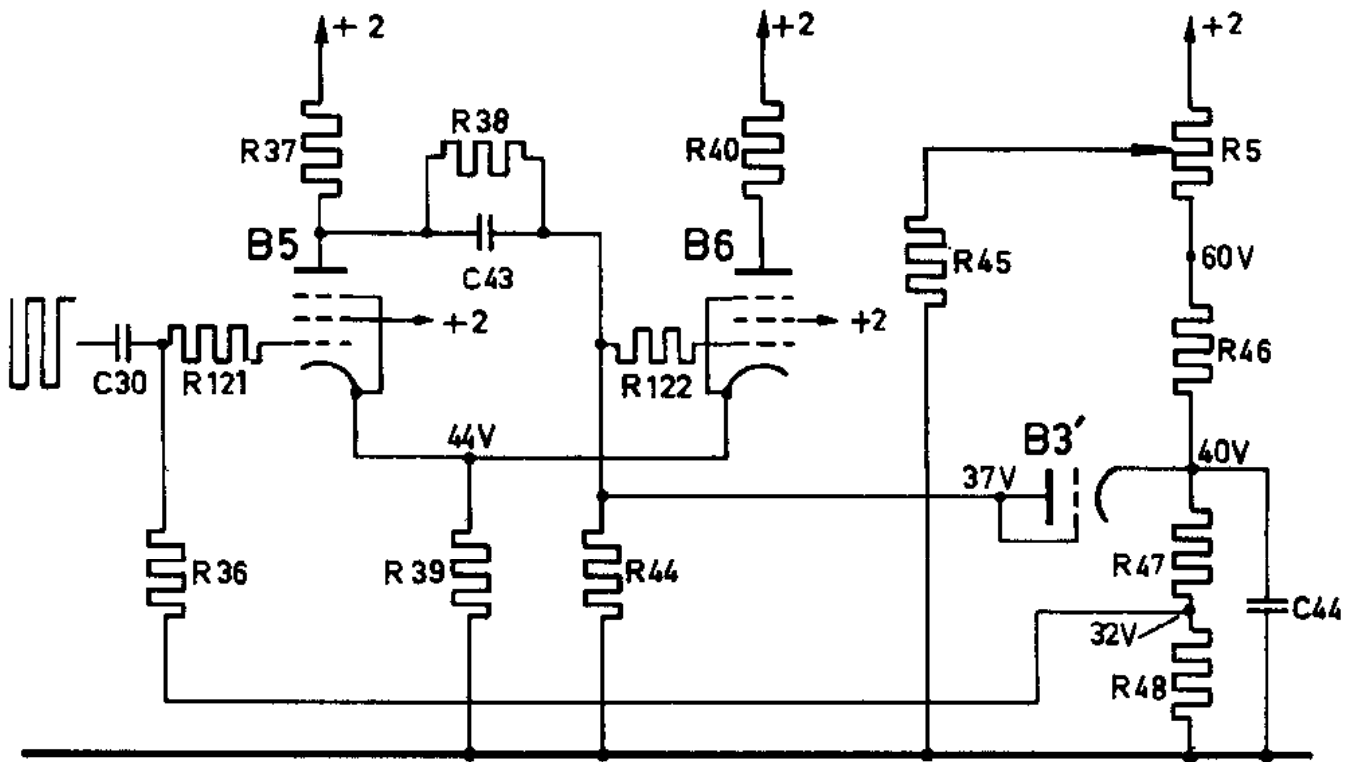 +2
+2
+2
R38
R37
R40
R5
B5
B6
C43
R45
60V
+2
+2
C30
R121
R122
R46
44V
B3′
37V
40V
R36
R39
R44
R47
C44
32V
R48